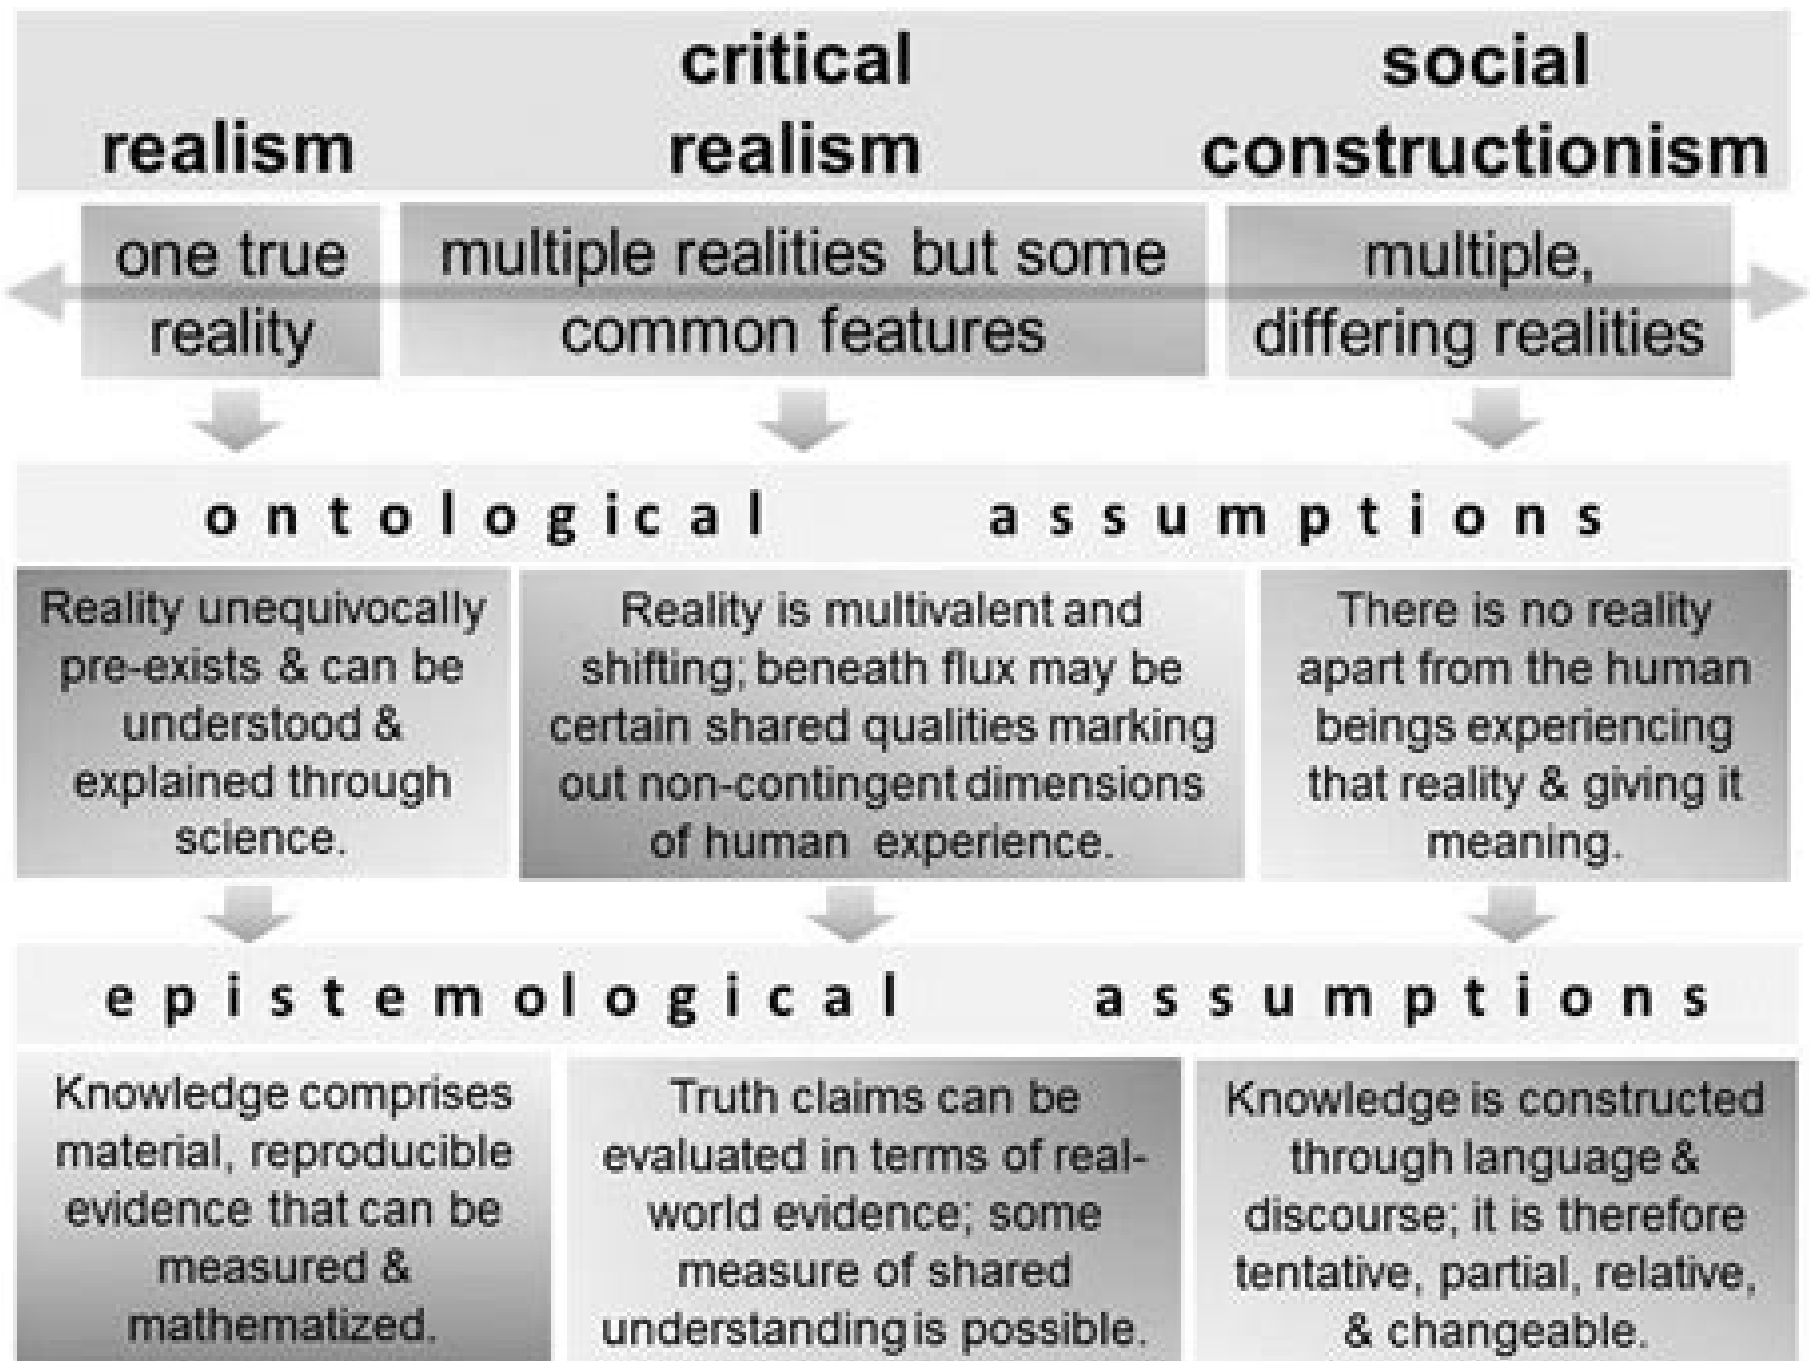 realism
critical
realism
social
constructionism
one true
reality
multiple realities but some
common features
multiple,
differing realities
ontological assumptions
Reality unequivocally
pre-exists & can be
understood &
explained through
science.
Reality is multivalent and
shifting; beneath flux may be
certain shared qualities marking
out non-contingent dimensions
of human experience.
There is no reality
apart from the human
beings experiencing
that reality & giving it
meaning.
epistemological assumptions
Knowledge comprises
material, reproducible
evidence that can be
measured &
mathematized.
Truth claims can be
evaluated in terms of real-
world evidence; some
measure of shared
understanding is possible.
Knowledge is constructed
through language &
discourse; it is therefore
tentative, partial, relative,
& changeable.